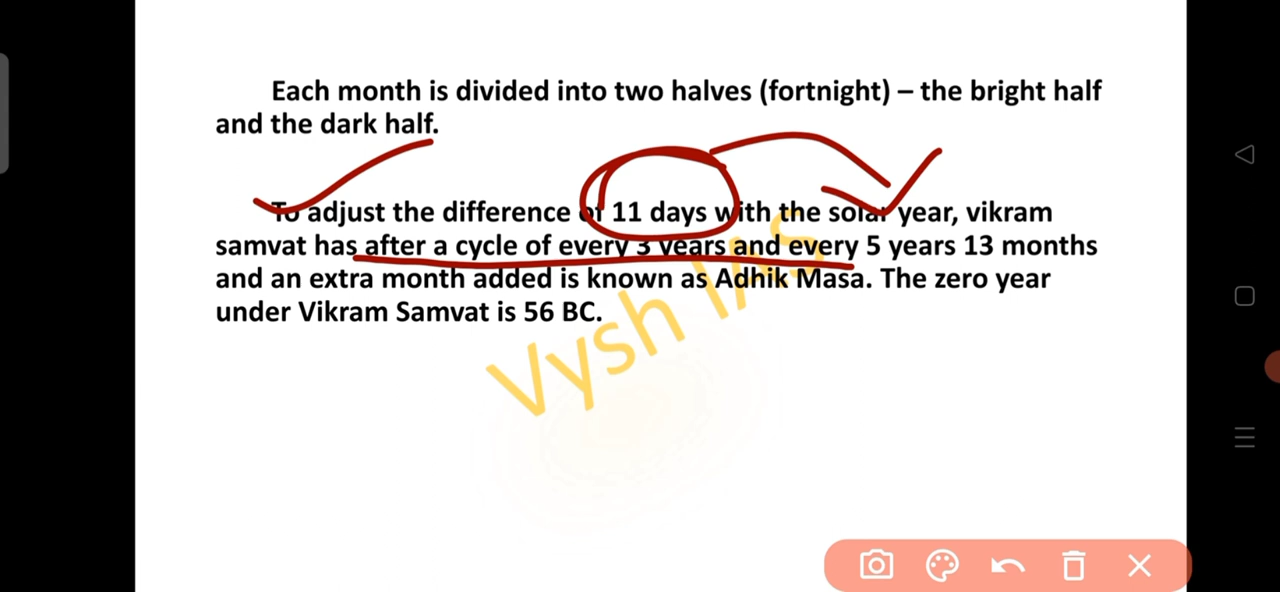 Each month is divided into two halves (fortnight) – the bright half
and the dark half.
To adjust the difference of 11 days with the solar year, vikram
samvat has after a cycle of every 3 years and every 5 years 13 months
and an extra month added is known as Adhik Masa. The zero year
under Vikram Samvat is 56 BC.
Vysh IAS